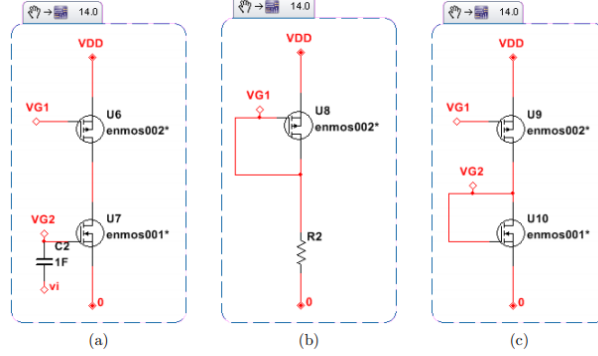 14.0
VDD
VG1
U6
enmos002*
VG2
U7
enmos001*
C2
1F
vi
0
(a)
14.0
VDD
VG1
U8
enmos002*
R2
0
(b)
14.0
VDD
VG1
U9
enmos002*
VG2
U10
enmos001*
0
(c)